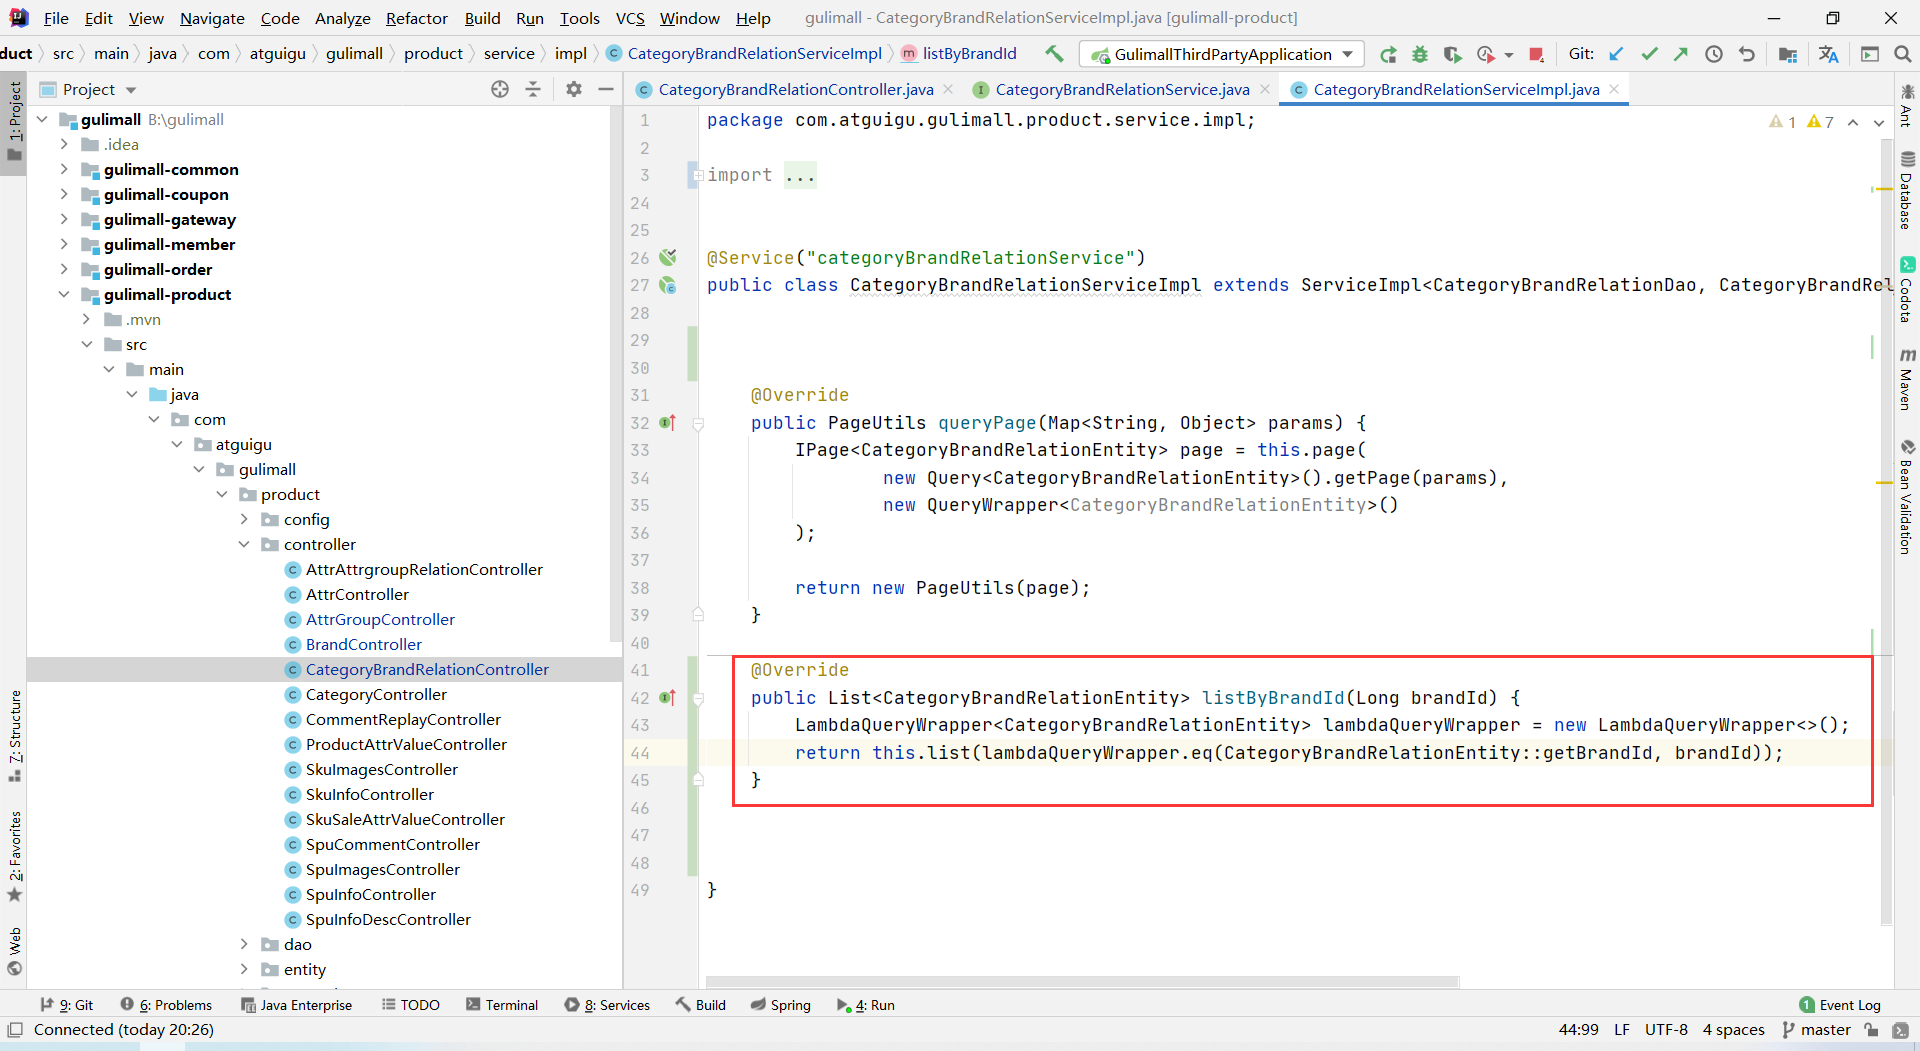 File Edit View Navigate Code Analyze Refactor Build Run Tools VCS Window Help gulimall - CategoryBrandRelationServiceImpl.java [gulimall-product]
duct src main java com atguigu gulimall product service impl CategoryBrandRelationServiceImpl listByBrandId GulimallThirdPartyApplication Git:
1: Project
7: Structure
2: Favorites
Web
Project
gulimall B:\gulimall
.idea
gulimall-common
gulimall-coupon
gulimall-gateway
gulimall-member
gulimall-order
gulimall-product
.mvn
src
main
java
com
atguigu
gulimall
product
config
controller
AttrAttrgroupRelationController
AttrController
AttrGroupController
BrandController
CategoryBrandRelationController
CategoryController
CommentReplayController
ProductAttrValueController
SkuImagesController
SkuInfoController
SkuSaleAttrValueController
SpuCommentController
SpuImagesController
SpuInfoController
SpuInfoDescController
dao
entity
CategoryBrandRelationController.java CategoryBrandRelationService.java CategoryBrandRelationServiceImpl.java
1 7
1 package com.atguigu.gulimall.product.service.impl;
2
3 import ...
24
25
26 @Service("categoryBrandRelationService")
27 public class CategoryBrandRelationServiceImpl extends ServiceImpl<CategoryBrandRelationDao, CategoryBrandRel
28
29
30
31 @Override
32 public PageUtils queryPage(Map<String, Object> params) {
33 IPage<CategoryBrandRelationEntity> page = this.page(
34 new Query<CategoryBrandRelationEntity>().getPage(params),
35 new QueryWrapper<CategoryBrandRelationEntity>()
36 );
37
38 return new PageUtils(page);
39 }
40
41 @Override
42 public List<CategoryBrandRelationEntity> listByBrandId(Long brandId) {
43 LambdaQueryWrapper<CategoryBrandRelationEntity> lambdaQueryWrapper = new LambdaQueryWrapper<>();
44 return this.list(lambdaQueryWrapper.eq(CategoryBrandRelationEntity::getBrandId, brandId));
45 }
46
47
48
49 }
Ant
Database
Codota
Maven
Bean Validation
9: Git 6: Problems Java Enterprise TODO Terminal 8: Services Build Spring 4: Run 1 Event Log
Connected (today 20:26) 44:99 LF UTF-8 4 spaces master